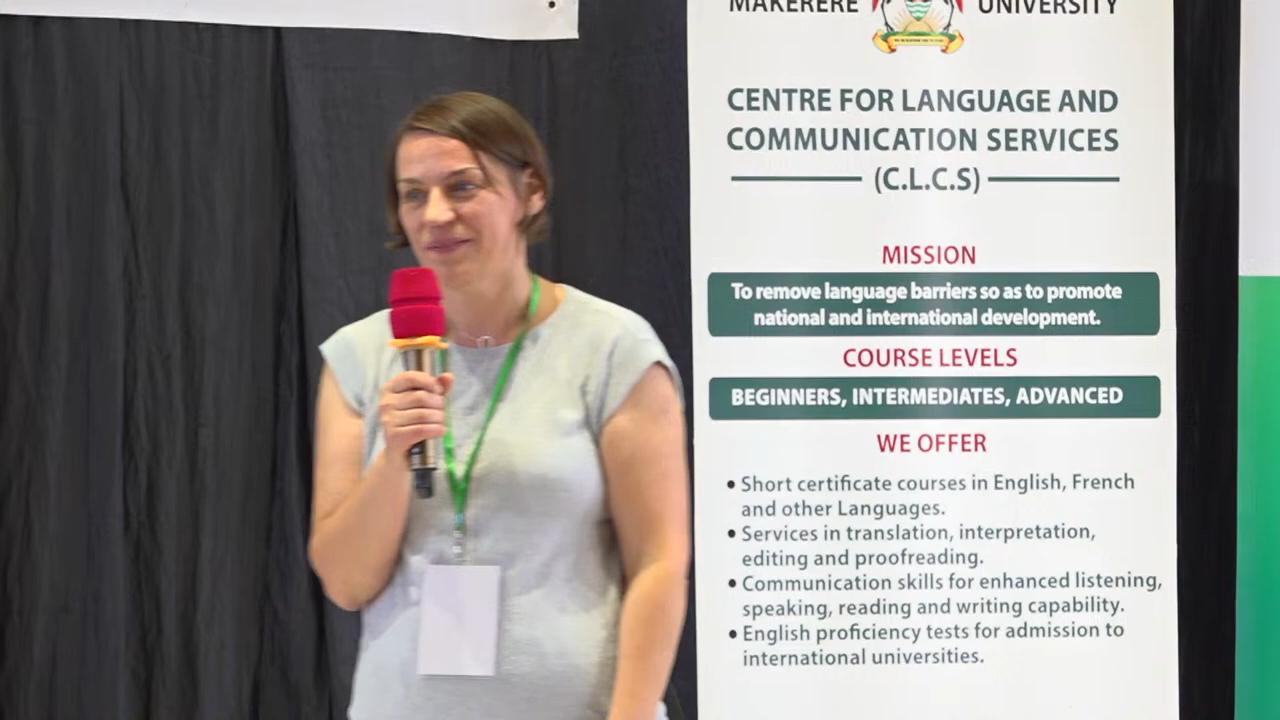 MAKERERE UNIVERSITY
CENTRE FOR LANGUAGE AND
COMMUNICATION SERVICES
(C.L.C.S)
MISSION
To remove language barriers so as to promote
national and international development.
COURSE LEVELS
BEGINNERS, INTERMEDIATES, ADVANCED
WE OFFER
• Short certificate courses in English, French
and other Languages.
• Services in translation, interpretation,
editing and proofreading.
• Communication skills for enhanced listening,
speaking, reading and writing capability.
• English proficiency tests for admission to
international universities.